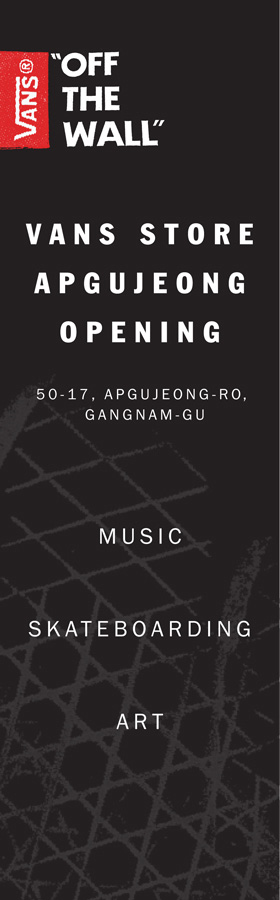 VANS®
“OFF
THE
WALL”
VANS STORE
APGUJEONG
OPENING
50-17, APGUJEONG-RO,
GANGNAM-GU
MUSIC
SKATEBOARDING
ART